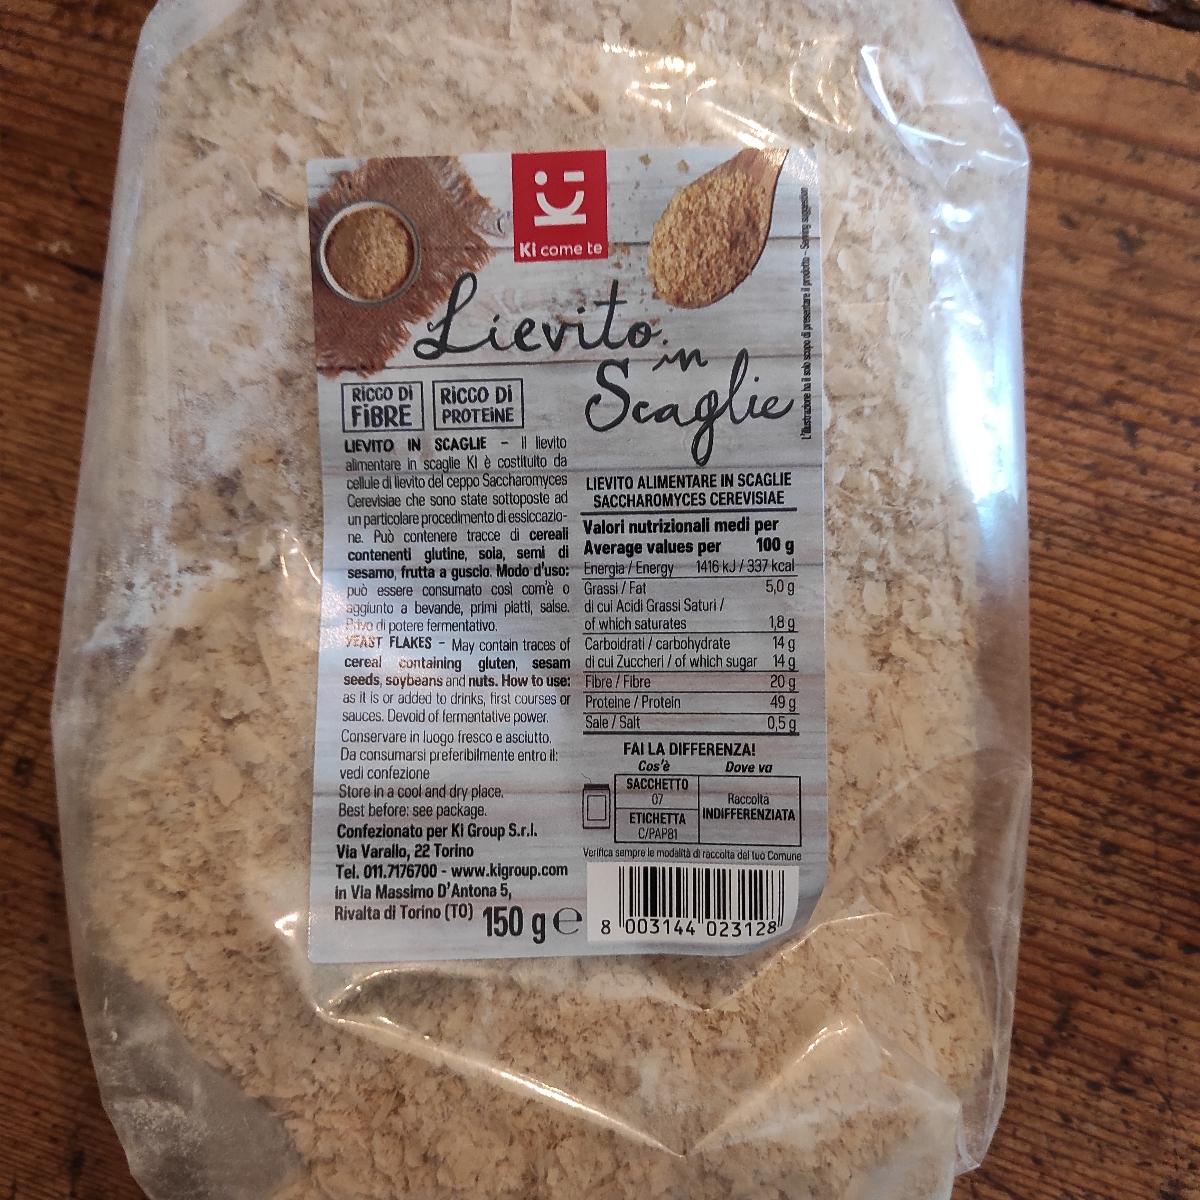 Ki come te
Lievito
in
Scaglie
L'illustrazione ha il solo scopo di presentare il prodotto - Serving suggestion
RICCO DI
FIBRE
RICCO DI
PROTEINE
LIEVITO IN SCAGLIE - Il lievito
alimentare in scaglie KI è costituito da
cellule di lievito del ceppo Saccharomyces
Cerevisiae che sono state sottoposte ad
un particolare procedimento di essiccazio-
ne. Può contenere tracce di cereali
contenenti glutine, soia, semi di
sesamo, frutta a guscio. Modo d'uso:
può essere consumato così com'è o
aggiunto a bevande, primi piatti, salse.
Privo di potere fermentativo.
YEAST FLAKES - May contain traces of
cereal containing gluten, sesam
seeds, soybeans and nuts. How to use:
as it is or added to drinks, first courses or
sauces. Devoid of fermentative power.
Conservare in luogo fresco e asciutto.
Da consumarsi preferibilmente entro il:
vedi confezione
Store in a cool and dry place.
Best before: see package.
Confezionato per KI Group S.r.l.
Via Varallo, 22 Torino
Tel. 011.7176700 - www.kigroup.com
in Via Massimo D'Antona 5,
Rivalta di Torino (TO)
150 g e
LIEVITO ALIMENTARE IN SCAGLIE
SACCHAROMYCES CEREVISIAE
Valori nutrizionali medi per
Average values per 100 g
Energia / Energy 1416 kJ / 337 kcal
Grassi / Fat 5,0 g
di cui Acidi Grassi Saturi /
of which saturates 1,8 g
Carboidrati / carbohydrate 14 g
di cui Zuccheri / of which sugar 14 g
Fibre / Fibre 20 g
Proteine / Protein 49 g
Sale / Salt 0,5 g
FAI LA DIFFERENZA!
Cos'è Dove va
SACCHETTO
07
ETICHETTA
C/PAP81
Raccolta
INDIFFERENZIATA
Verifica sempre le modalità di raccolta del tuo Comune
8 003144 023128